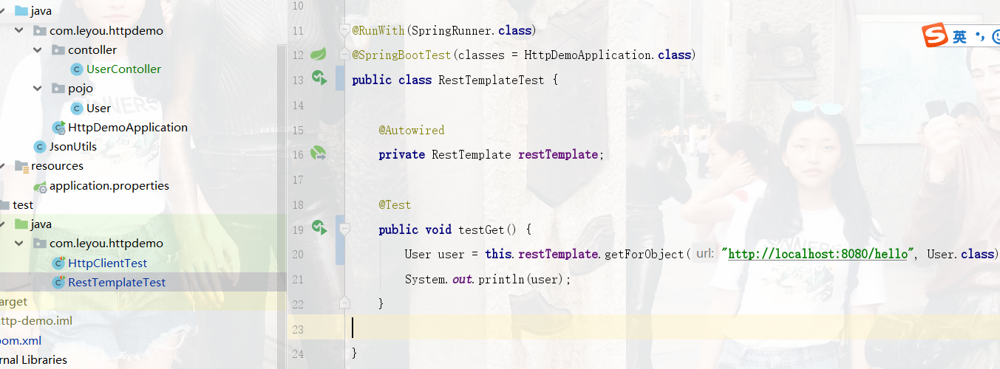 java
com.leyou.httpdemo
contoller
UserContoller
pojo
User
HttpDemoApplication
JsonUtils
resources
application.properties
test
java
com.leyou.httpdemo
HttpClientTest
RestTemplateTest
arget
ttp-demo.iml
pom.xml
rnal Libraries
10
11 @RunWith(SpringRunner.class)
12 @SpringBootTest(classes = HttpDemoApplication.class)
13 public class RestTemplateTest {
14
15 @Autowired
16 private RestTemplate restTemplate;
17
18 @Test
19 public void testGet() {
20 User user = this.restTemplate.getForObject( url: "http://localhost:8080/hello", User.class)
21 System.out.println(user);
22 }
23
24 }
S 英